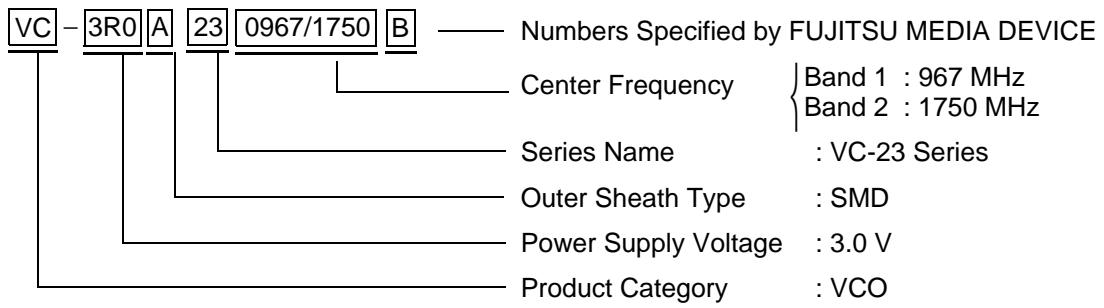 VC – 3R0 A 23 0967/1750 B Numbers Specified by FUJITSU MEDIA DEVICE
Center Frequency Band 1 : 967 MHz
Band 2 : 1750 MHz
Series Name : VC-23 Series
Outer Sheath Type : SMD
Power Supply Voltage : 3.0 V
Product Category : VCO